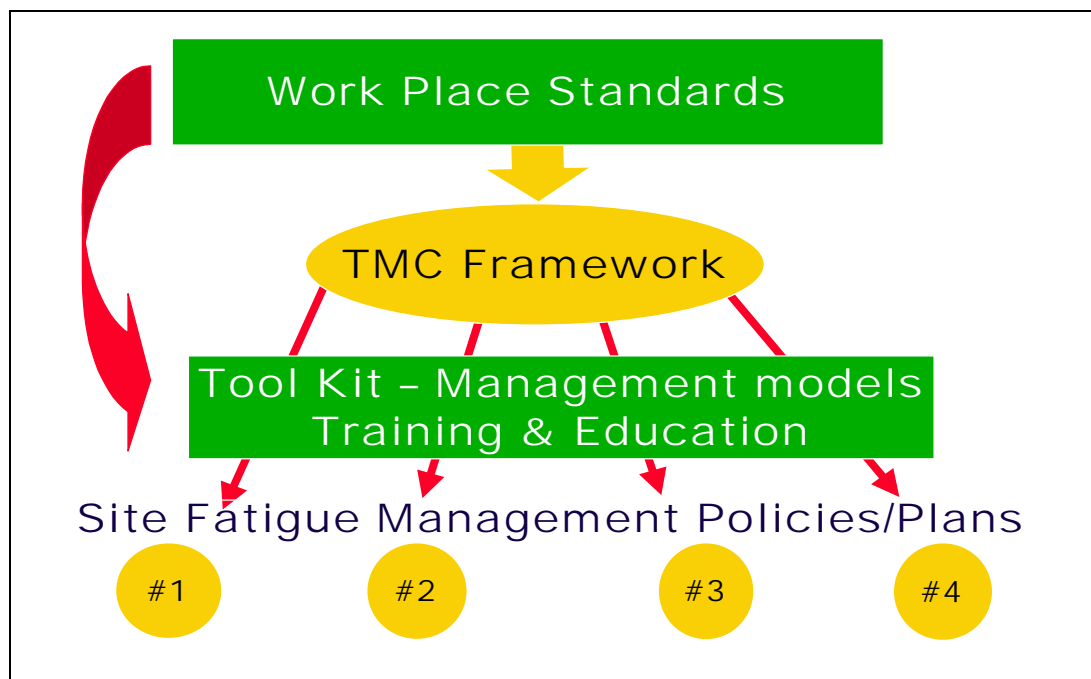 Work Place Standards
TMC Framework
Tool Kit – Management models
Training & Education
Site Fatigue Management Policies/Plans
#1 #2 #3 #4